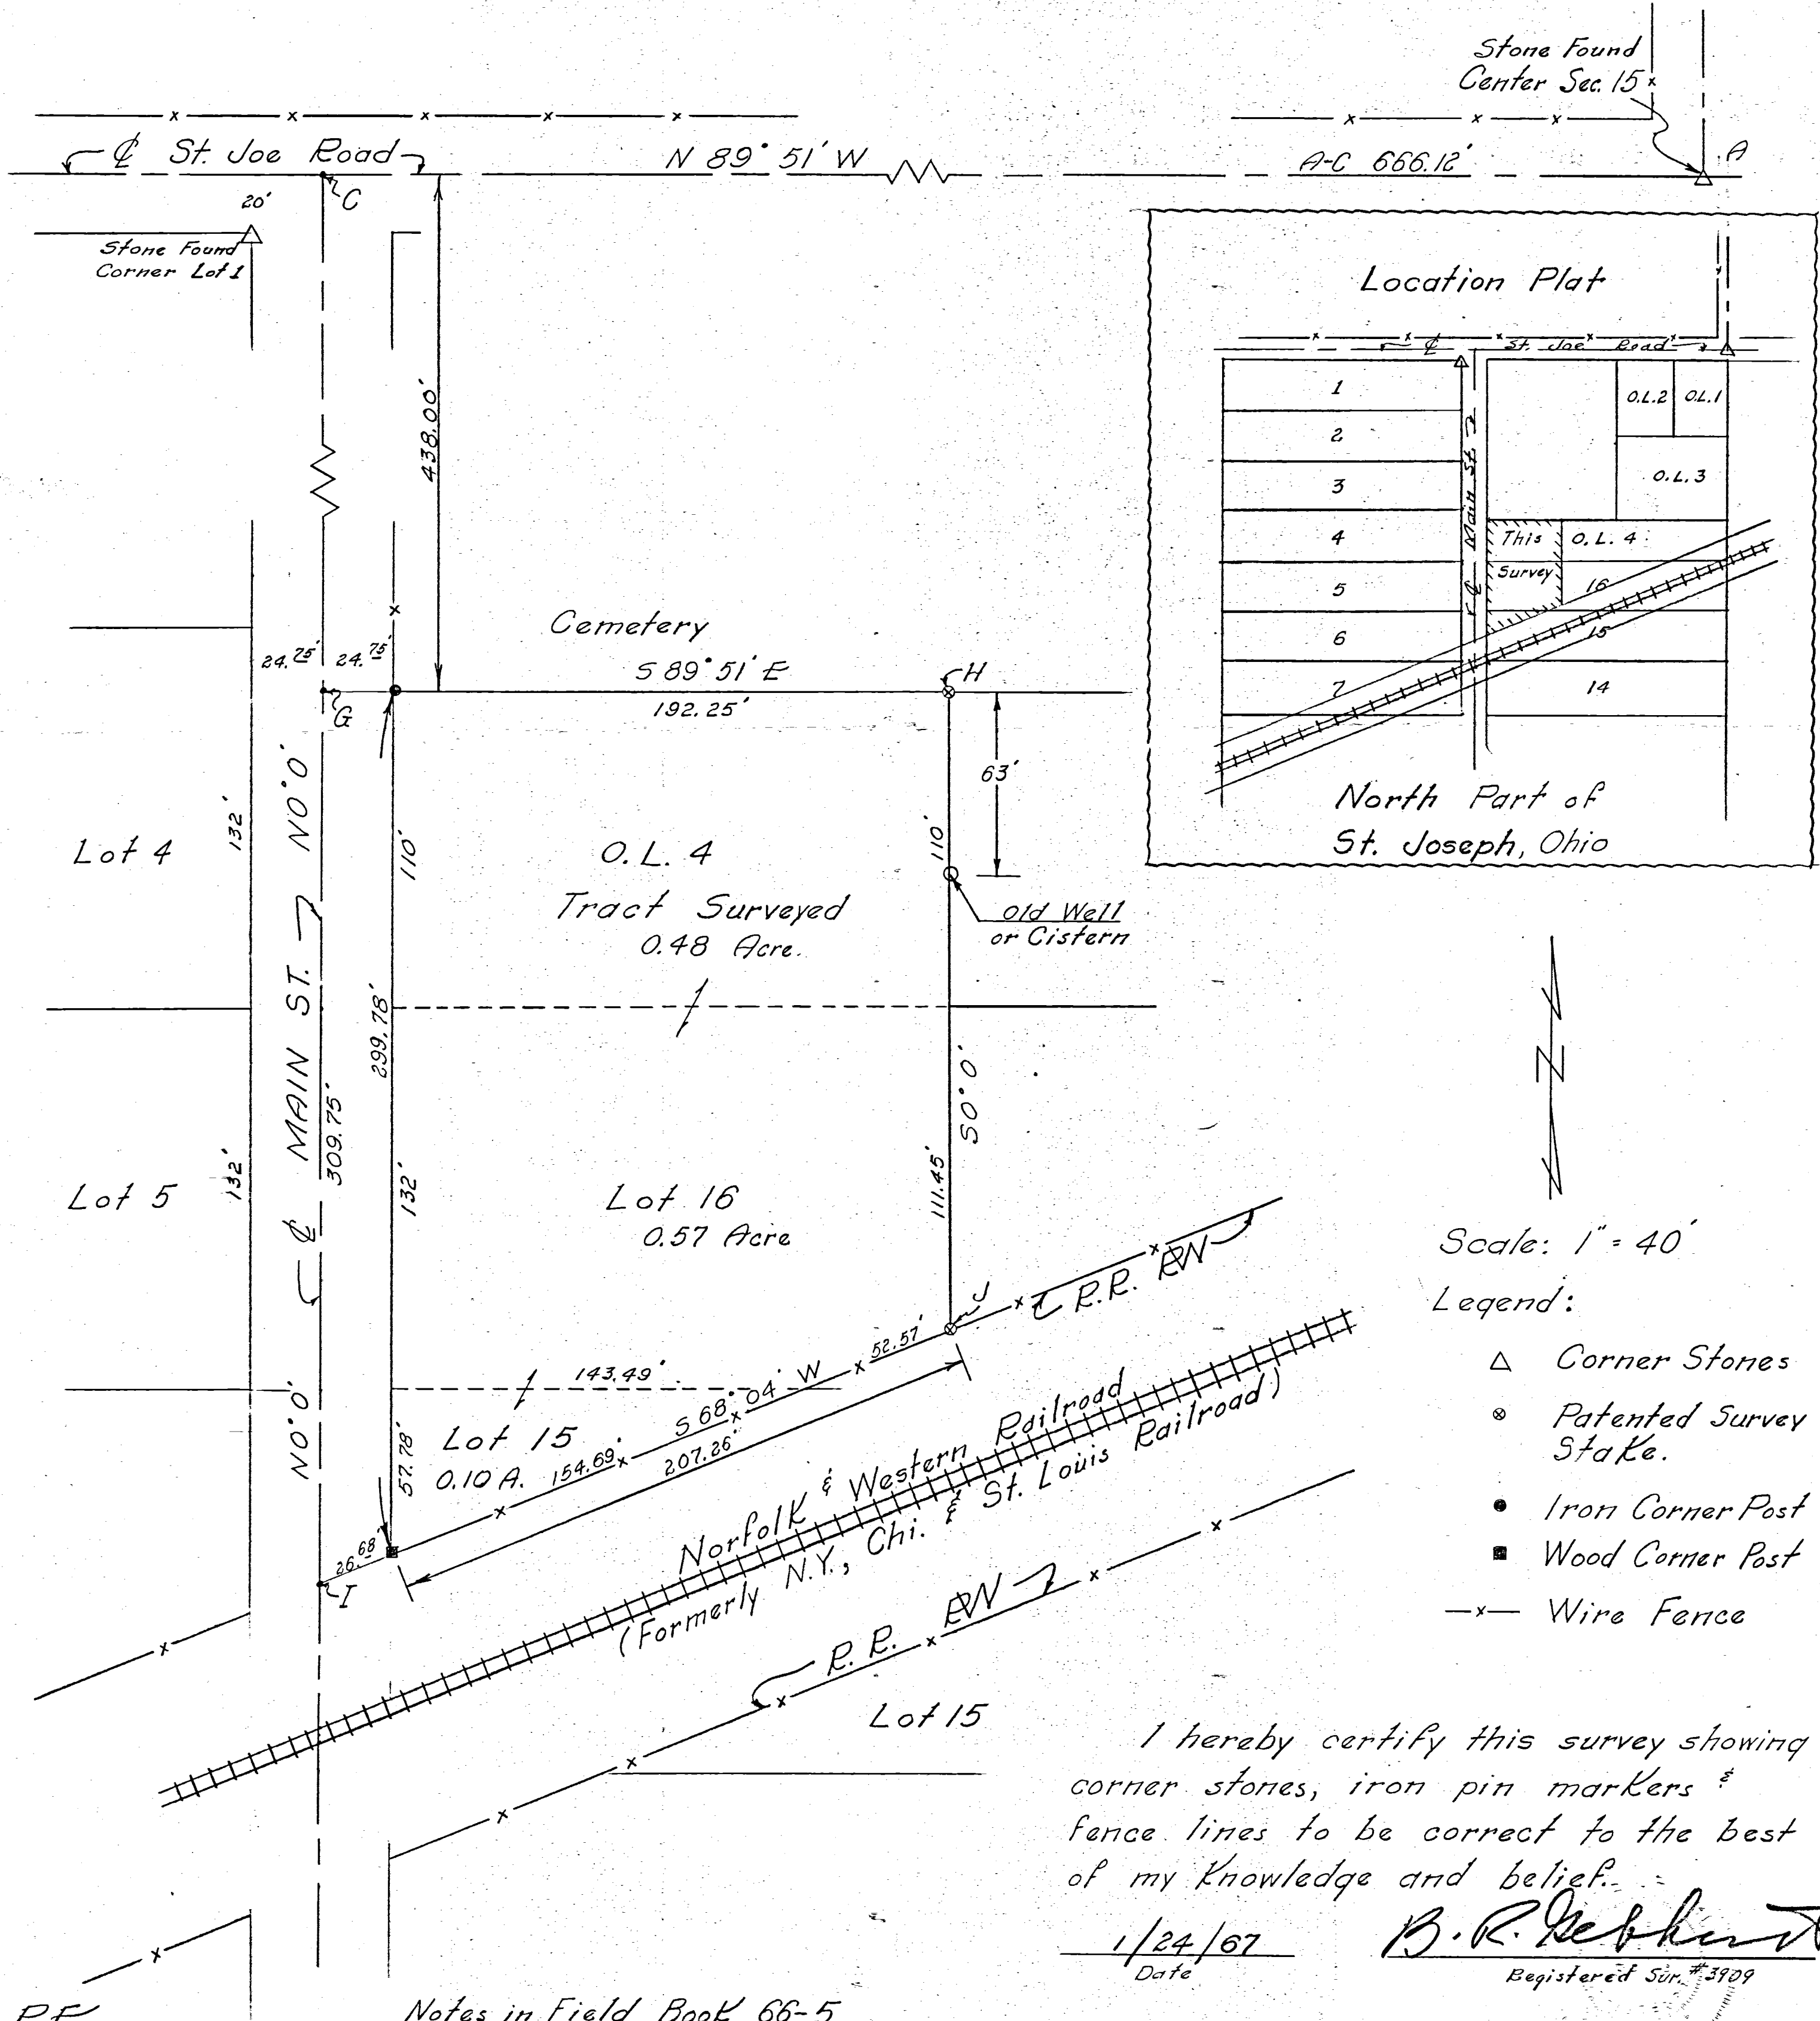 Stone Found
Center Sec. 15
℄ St. Joe Road
N 89° 51' W
A-C 666.12'
A
20'
C
Stone Found
Corner Lot 1
438.00'
Location Plat
℄ St. Joe Road
1
2
3
4
5
6
7
℄ Main St.
O.L.2
O.L.1
O.L.3
This
Survey
O.L. 4
16
15
14
North Part of
St. Joseph, Ohio
Cemetery
24.75'
24.75'
S 89° 51' E
192.25'
H
G
63'
Lot 4
132'
N0° 0'
110'
O.L. 4
Tract Surveyed
0.48 Acre.
110'
Old Well
or Cistern
℄ MAIN ST.
309.75'
299.78'
S0° 0'
N
Lot 5
132'
132'
Lot 16
0.57 Acre
111.45'
R.R. R/W
J
Scale: 1" = 40'
Legend:
Corner Stones
Patented Survey
Stake.
Iron Corner Post
Wood Corner Post
Wire Fence
143.49'
52.57'
S 68° 04' W
N0° 0'
57.78'
Lot 15
0.10 A.
154.69'
207.26'
26.68'
I
Norfolk & Western Railroad
(Formerly N.Y., Chi. & St. Louis Railroad)
R.R. R/W
Lot 15
I hereby certify this survey showing
corner stones, iron pin markers &
fence lines to be correct to the best
of my knowledge and belief.
1/24/67
Date
B. R. Gebhardt
Registered Sur. #3909
Notes in Field Book 66-5